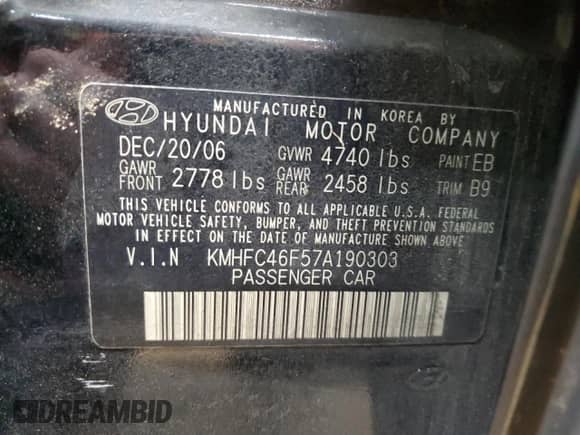 MANUFACTURED IN KOREA BY
HYUNDAI MOTOR COMPANY
DEC/20/06 GVWR 4740 lbs PAINT EB
GAWR FRONT 2778 lbs GAWR REAR 2458 lbs TRIM B9
THIS VEHICLE CONFORMS TO ALL APPLICABLE U.S.A. FEDERAL
MOTOR VEHICLE SAFETY, BUMPER, AND THEFT PREVENTION STANDARDS
IN EFFECT ON THE DATE OF MANUFACTURE SHOWN ABOVE.
V.I.N KMHFC46F57A190303
PASSENGER CAR
DREAMBID